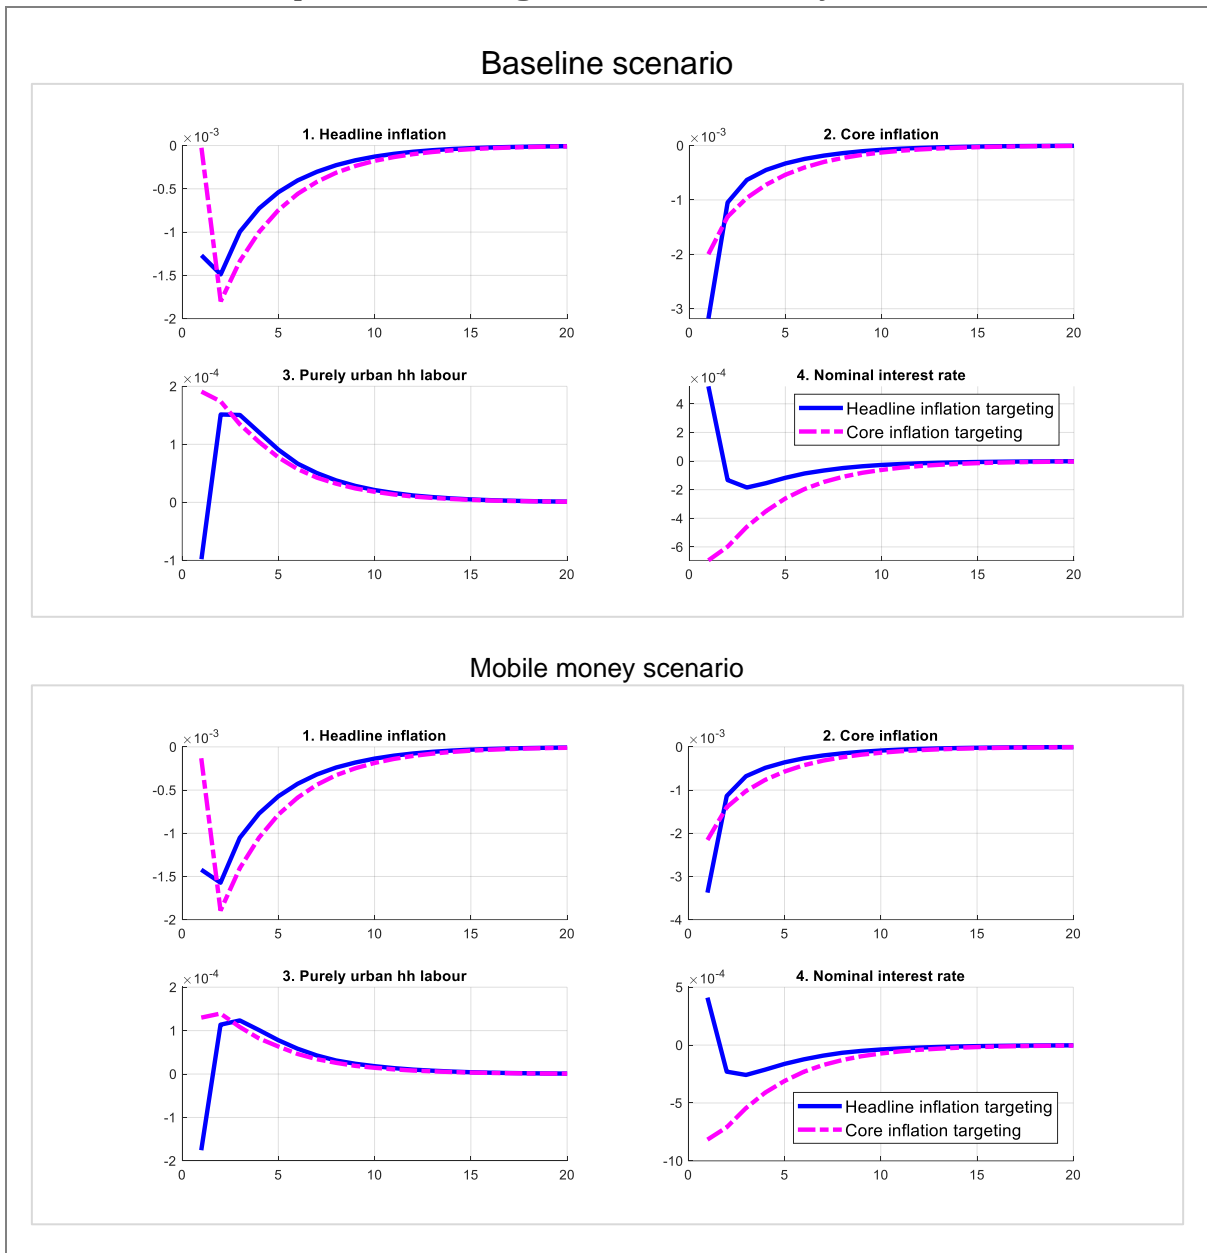 Baseline scenario
1. Headline inflation
×10⁻³
0
-0.5
-1
-1.5
-2
0 5 10 15 20
2. Core inflation
×10⁻³
0
-1
-2
-3
0 5 10 15 20
3. Purely urban hh labour
×10⁻⁴
2
1
0
-1
0 5 10 15 20
4. Nominal interest rate
×10⁻⁴
4
2
0
-2
-4
-6
0 5 10 15 20
Headline inflation targeting
Core inflation targeting
Mobile money scenario
1. Headline inflation
×10⁻³
0
-0.5
-1
-1.5
-2
0 5 10 15 20
2. Core inflation
×10⁻³
0
-1
-2
-3
-4
0 5 10 15 20
3. Purely urban hh labour
×10⁻⁴
2
1
0
-1
-2
0 5 10 15 20
4. Nominal interest rate
×10⁻⁴
5
0
-5
-10
0 5 10 15 20
Headline inflation targeting
Core inflation targeting